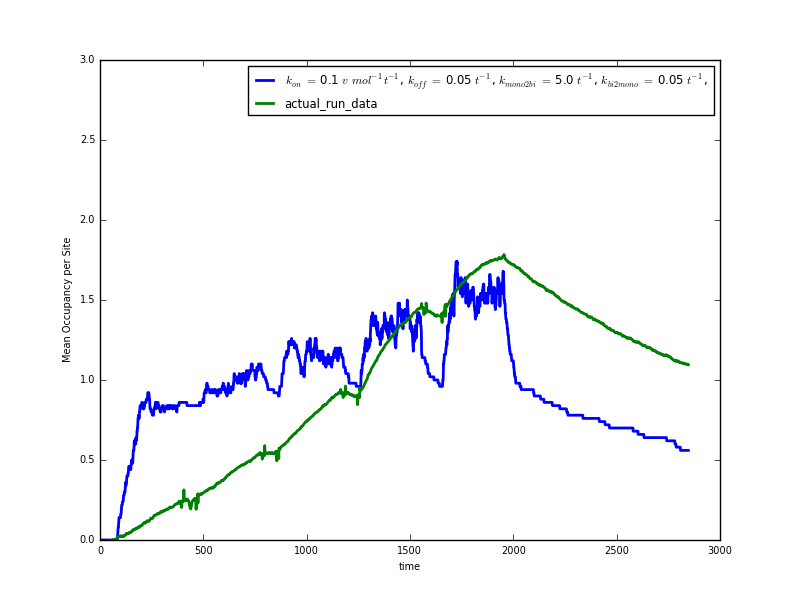 k_on = 0.1 v mol^−1 t^−1, k_off = 0.05 t^−1, k_mono2bi = 5.0 t^−1, k_bi2mono = 0.05 t^−1,
actual_run_data
3.0
2.5
2.0
1.5
1.0
0.5
0.0
Mean Occupancy per Site
0 500 1000 1500 2000 2500 3000
time